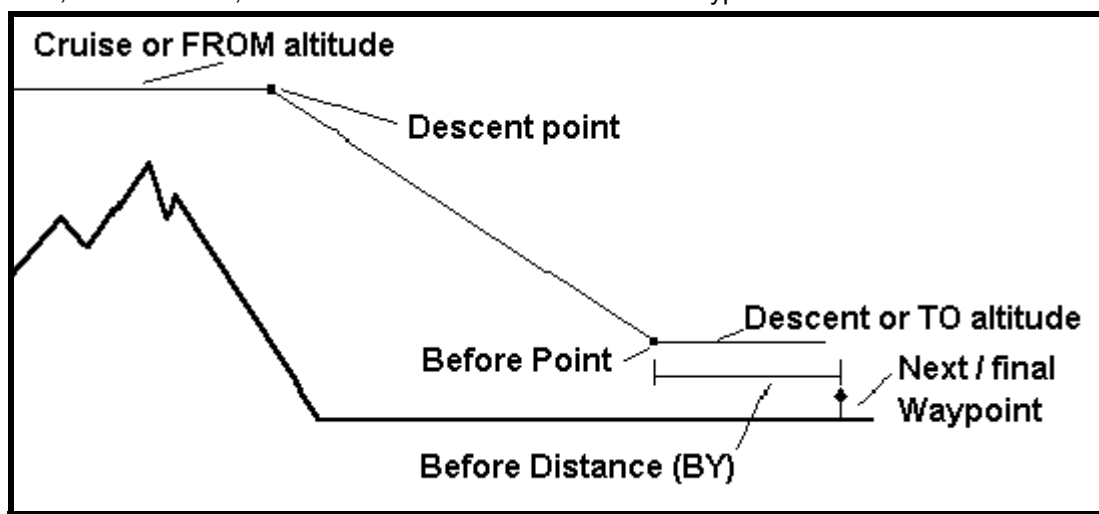 Cruise or FROM altitude
Descent point
Descent or TO altitude
Before Point
Next / final
Waypoint
Before Distance (BY)